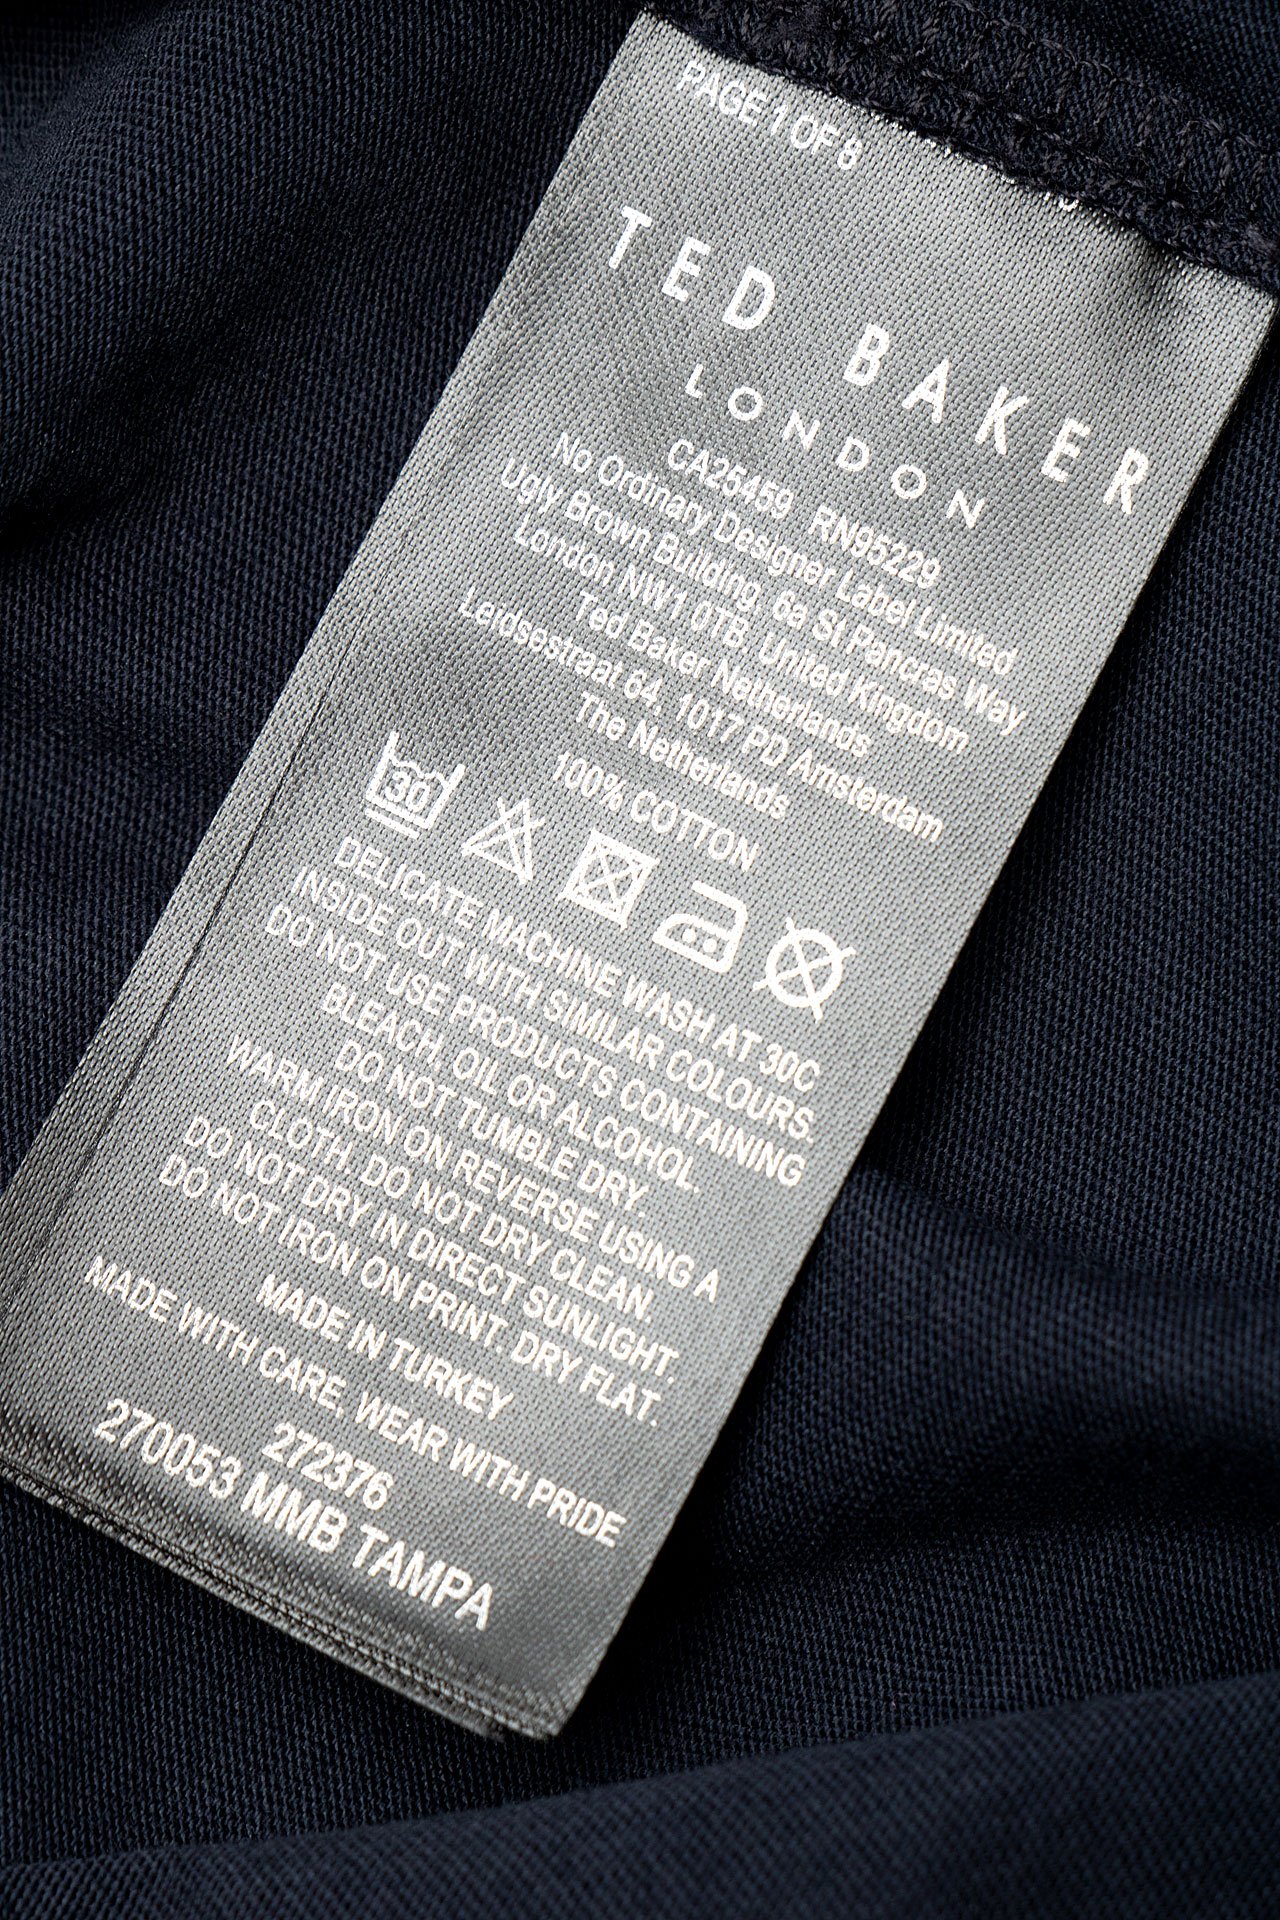 PAGE 1 OF 8
TED BAKER
LONDON
CA25459 RN95229
No Ordinary Designer Label Limited
Ugly Brown Building, 6a St Pancras Way
London NW1 0TB, United Kingdom
Ted Baker Netherlands
Leidsestraat 64, 1017 PD Amsterdam
The Netherlands
100% COTTON
30
DELICATE MACHINE WASH AT 30C
INSIDE OUT WITH SIMILAR COLOURS.
DO NOT USE PRODUCTS CONTAINING
BLEACH, OIL OR ALCOHOL.
DO NOT TUMBLE DRY.
WARM IRON ON REVERSE USING A
CLOTH. DO NOT DRY CLEAN.
DO NOT DRY IN DIRECT SUNLIGHT.
DO NOT IRON ON PRINT. DRY FLAT.
MADE IN TURKEY
MADE WITH CARE, WEAR WITH PRIDE
272376
270053 MMB TAMPA